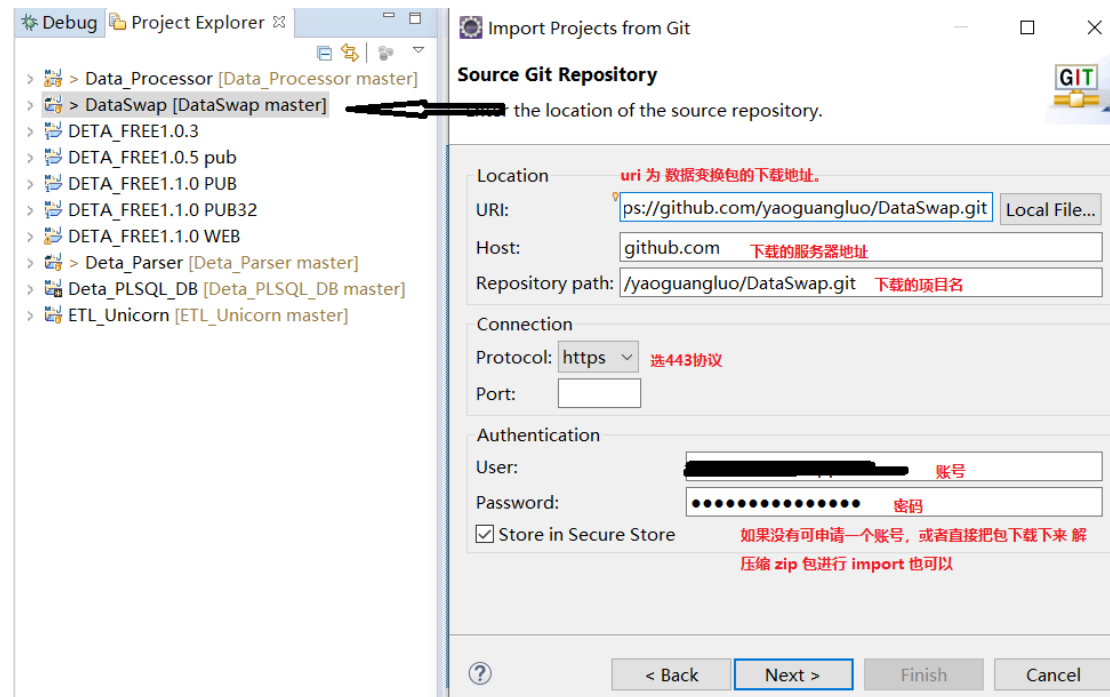 Debug
Project Explorer
> Data_Processor [Data_Processor master]
> DataSwap [DataSwap master]
DETA_FREE1.0.3
DETA_FREE1.0.5 pub
DETA_FREE1.1.0 PUB
DETA_FREE1.1.0 PUB32
DETA_FREE1.1.0 WEB
> Deta_Parser [Deta_Parser master]
Deta_PLSQL_DB [Deta_PLSQL_DB master]
ETL_Unicorn [ETL_Unicorn master]
Import Projects from Git
Source Git Repository
the location of the source repository.
GIT
Location
uri 为 数据变换包的下载地址。
URI: ps://github.com/yaoguangluo/DataSwap.git Local File...
Host: github.com 下载的服务器地址
Repository path: /yaoguangluo/DataSwap.git 下载的项目名
Connection
Protocol: https 选443协议
Port:
Authentication
User: 账号
Password: ●●●●●●●●●●●●●●● 密码
Store in Secure Store
如果没有可申请一个账号，或者直接把包下载下来 解
压缩 zip 包进行 import 也可以
? < Back Next > Finish Cancel